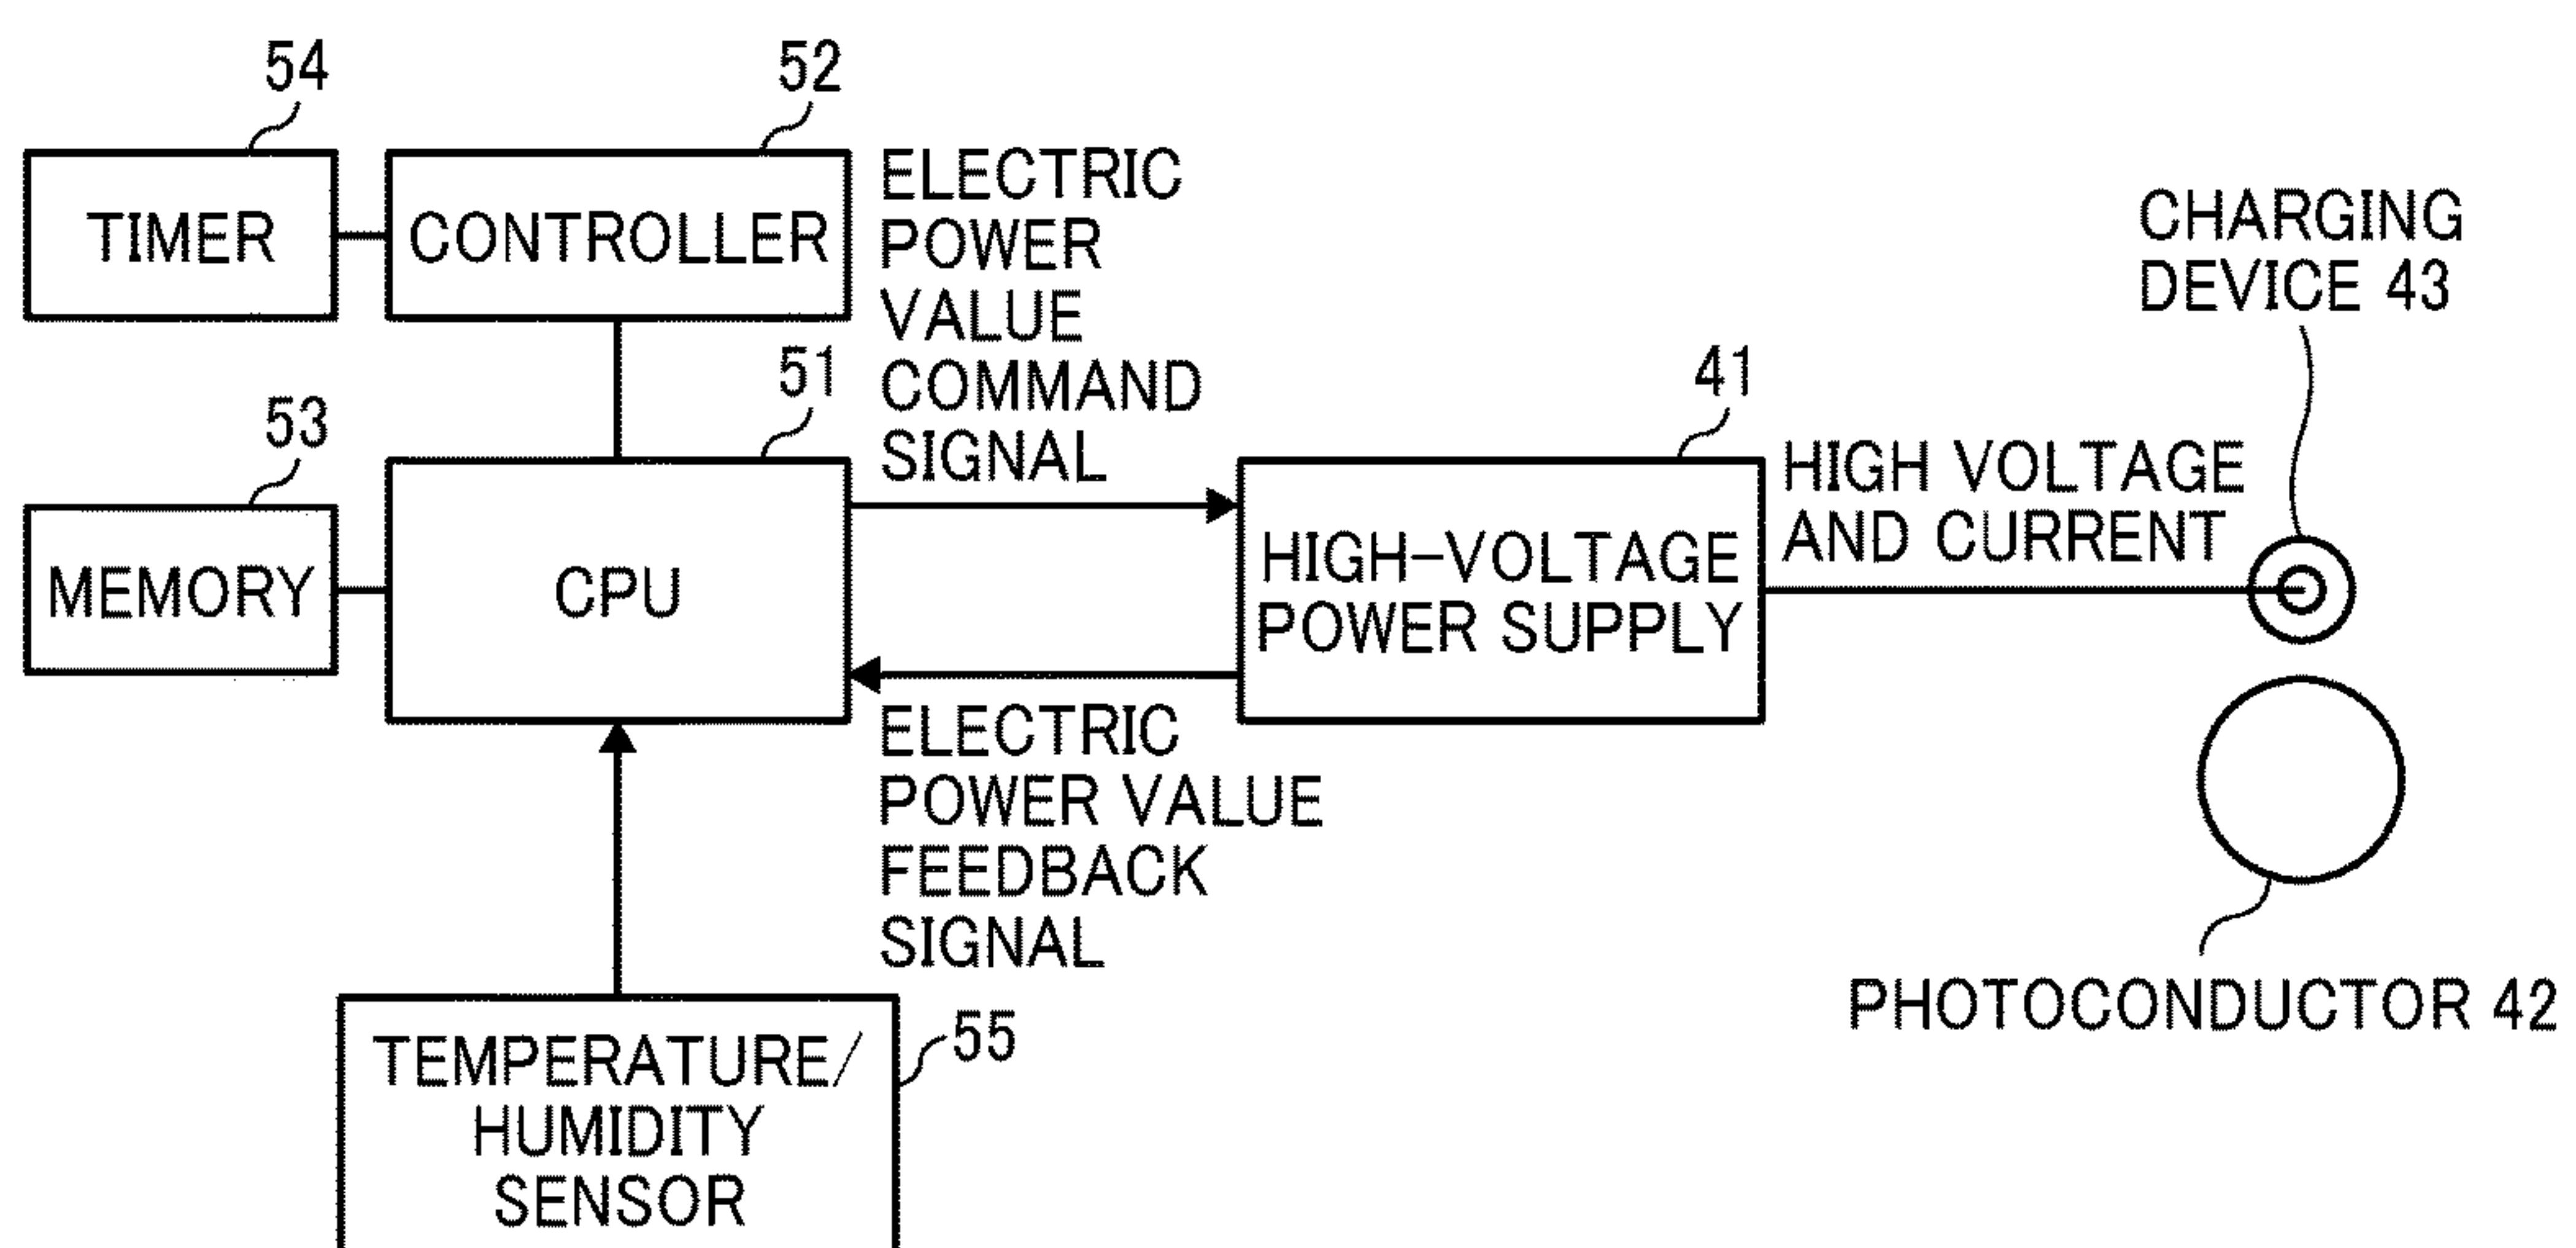 54
52
TIMER
CONTROLLER
ELECTRIC
POWER
VALUE
COMMAND
SIGNAL
CHARGING
DEVICE 43
53
51
41
MEMORY
CPU
HIGH-VOLTAGE
POWER SUPPLY
HIGH VOLTAGE
AND CURRENT
ELECTRIC
POWER VALUE
FEEDBACK
SIGNAL
PHOTOCONDUCTOR 42
TEMPERATURE/
HUMIDITY
SENSOR
55